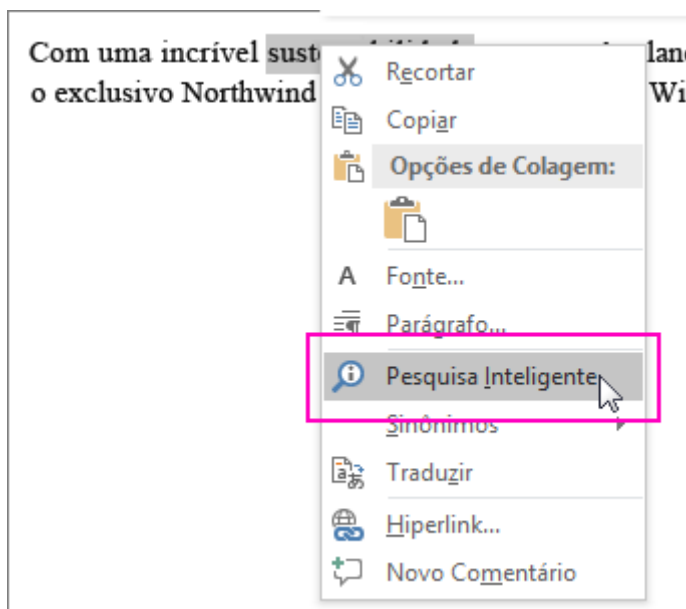 Com uma incrível
o exclusivo Northwind
Recortar
Copiar
Opções de Colagem:
A Fonte...
Parágrafo...
Pesquisa Inteligente
Sinônimos
Traduzir
Hiperlink...
Novo Comentário